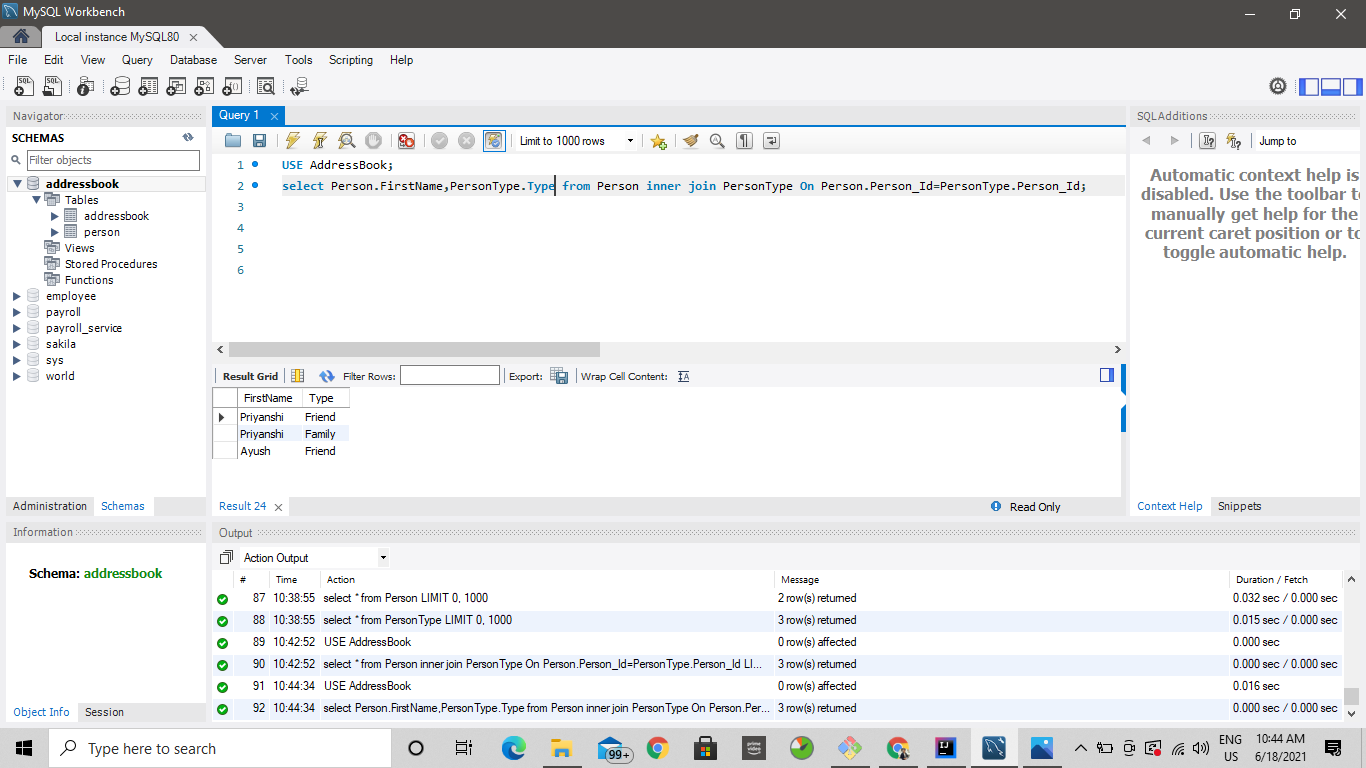 MySQL Workbench
Local instance MySQL80
File Edit View Query Database Server Tools Scripting Help
Navigator
SCHEMAS
Filter objects
addressbook
Tables
addressbook
person
Views
Stored Procedures
Functions
employee
payroll
payroll_service
sakila
sys
world
Administration Schemas
Information
Schema: addressbook
Object Info Session
Query 1
Limit to 1000 rows
1 USE AddressBook;
2 select Person.FirstName,PersonType.Type from Person inner join PersonType On Person.Person_Id=PersonType.Person_Id;
3
4
5
6
Result Grid Filter Rows: Export: Wrap Cell Content:
FirstName Type
Priyanshi Friend
Priyanshi Family
Ayush Friend
Result 24 Read Only
SQLAdditions
Jump to
Automatic context help is
disabled. Use the toolbar to
manually get help for the
current caret position or to
toggle automatic help.
Context Help Snippets
Output
Action Output
# Time Action Message Duration / Fetch
87 10:38:55 select * from Person LIMIT 0, 1000 2 row(s) returned 0.032 sec / 0.000 sec
88 10:38:55 select * from PersonType LIMIT 0, 1000 3 row(s) returned 0.015 sec / 0.000 sec
89 10:42:52 USE AddressBook 0 row(s) affected 0.000 sec
90 10:42:52 select * from Person inner join PersonType On Person.Person_Id=PersonType.Person_Id LI... 3 row(s) returned 0.000 sec / 0.000 sec
91 10:44:34 USE AddressBook 0 row(s) affected 0.016 sec
92 10:44:34 select Person.FirstName,PersonType.Type from Person inner join PersonType On Person.Per... 3 row(s) returned 0.000 sec / 0.000 sec
Type here to search
99+
prime video
ENG
US
10:44 AM
6/18/2021